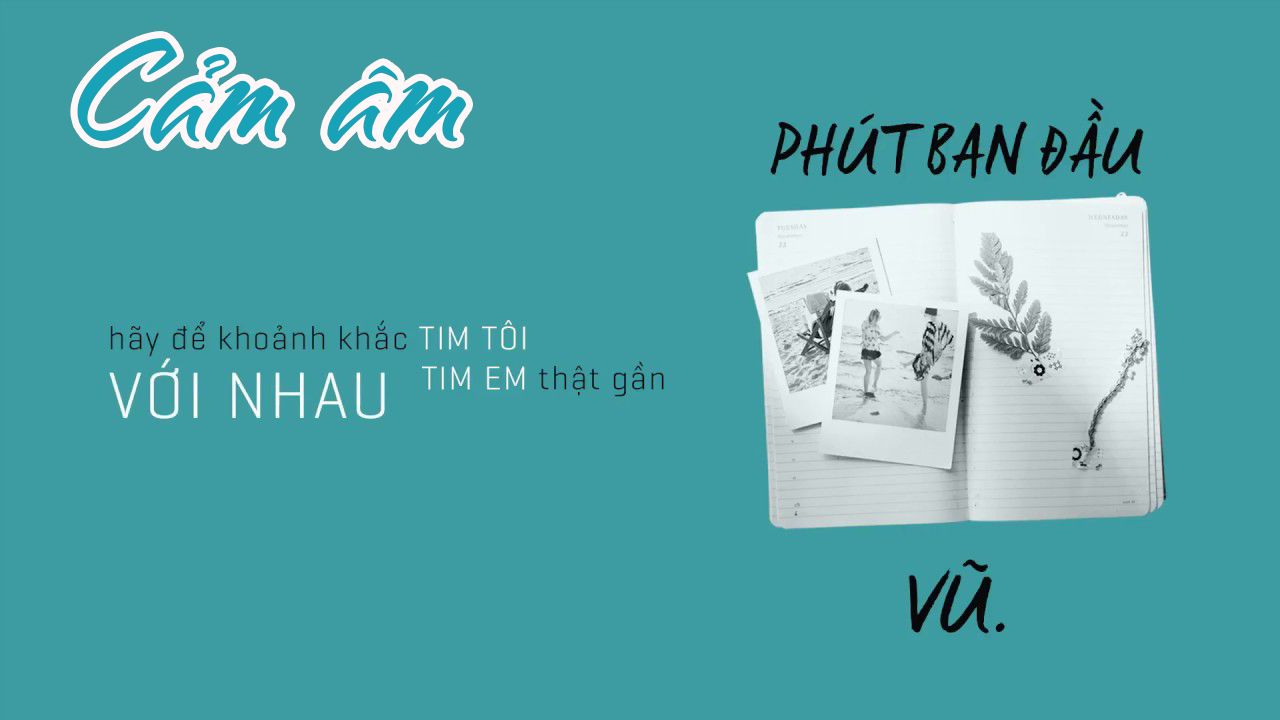 Cảm âm
PHÚT BAN ĐẦU
hãy để khoảnh khắc TIM TÔI
VỚI NHAU TIM EM thật gần
VŨ.